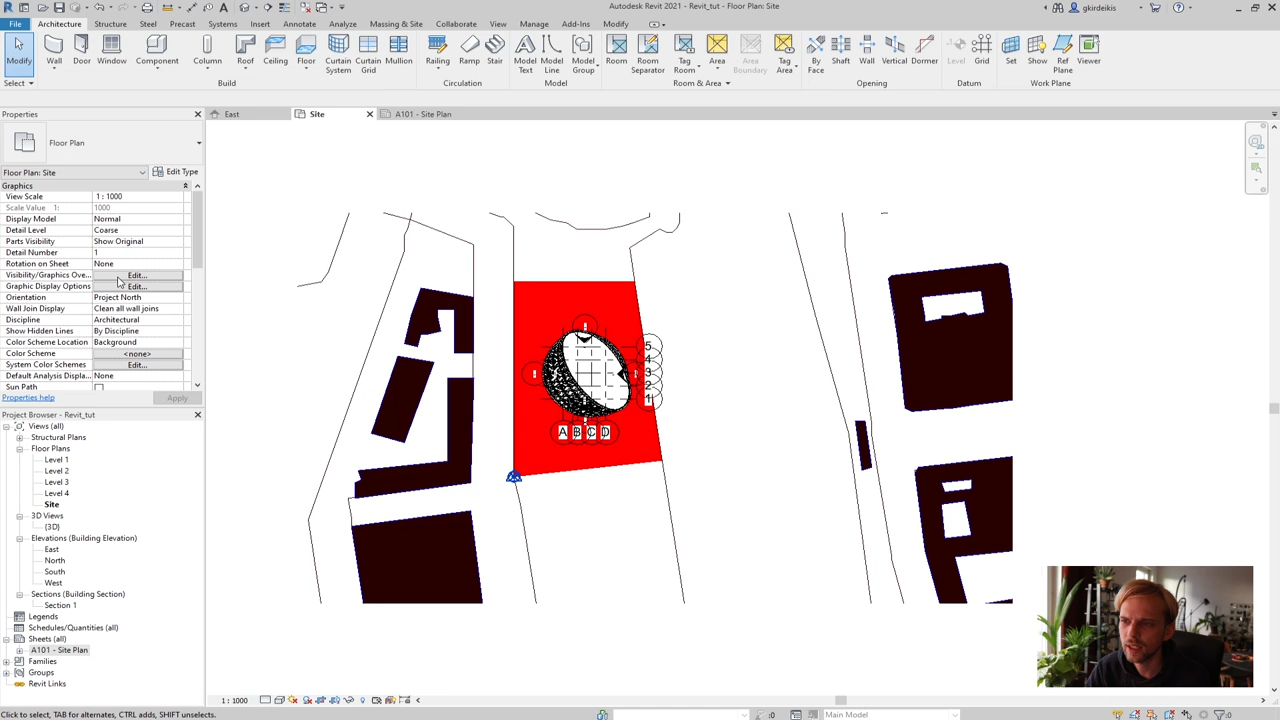 Autodesk Revit 2021 - Revit_tut - Floor Plan: Site
gkirdeikis
File Architecture Structure Steel Precast Systems Insert Annotate Analyze Massing & Site Collaborate View Manage Add-Ins Modify
Modify Wall Door Window Component Column Roof Ceiling Floor Curtain System Curtain Grid Mullion Railing Ramp Stair Model Text Model Line Model Group Room Room Separator Tag Room Area Area Boundary Tag Area By Face Shaft Wall Vertical Dormer Level Grid Set Show Ref Plane Viewer
Select Build Circulation Model Room & Area Opening Datum Work Plane
Properties
East
Site
A101 - Site Plan
Floor Plan
Floor Plan: Site
Edit Type
Graphics
View Scale 1 : 1000
Scale Value 1: 1000
Display Model Normal
Detail Level Coarse
Parts Visibility Show Original
Detail Number 1
Rotation on Sheet None
Visibility/Graphics Ove... Edit...
Graphic Display Options Edit...
Orientation Project North
Wall Join Display Clean all wall joins
Discipline Architectural
Show Hidden Lines By Discipline
Color Scheme Location Background
Color Scheme <none>
System Color Schemes Edit...
Default Analysis Displa... None
Sun Path
Properties help
Apply
Project Browser - Revit_tut
Views (all)
Structural Plans
Floor Plans
Level 1
Level 2
Level 3
Level 4
Site
3D Views
{3D}
Elevations (Building Elevation)
East
North
South
West
Sections (Building Section)
Section 1
Legends
Schedules/Quantities (all)
Sheets (all)
A101 - Site Plan
Families
Groups
Revit Links
5
4
3
2
1
A B C D
1 : 1000
Click to select, TAB for alternates, CTRL adds, SHIFT unselects.
:0
Main Model
:0